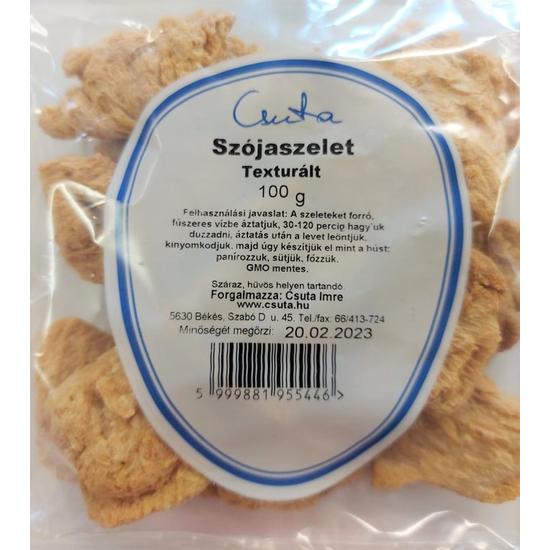 Csuta
Szójaszelet
Texturált
100 g
Felhasználási javaslat: A szeleteket forró,
fűszeres vízbe áztatjuk, 30-120 percig hagyjuk
duzzadni, áztatás után a levet leöntjük,
kinyomkodjuk, majd úgy készítjük el mint a húst:
panírozzuk, sütjük, főzzük.
GMO mentes.
Száraz, hűvös helyen tartandó.
Forgalmazza: Csuta Imre
www.csuta.hu
5630 Békés, Szabó D. u. 45. Tel./fax: 66/413-724
Minőségét megőrzi: 20.02.2023
5 999881 955446 >